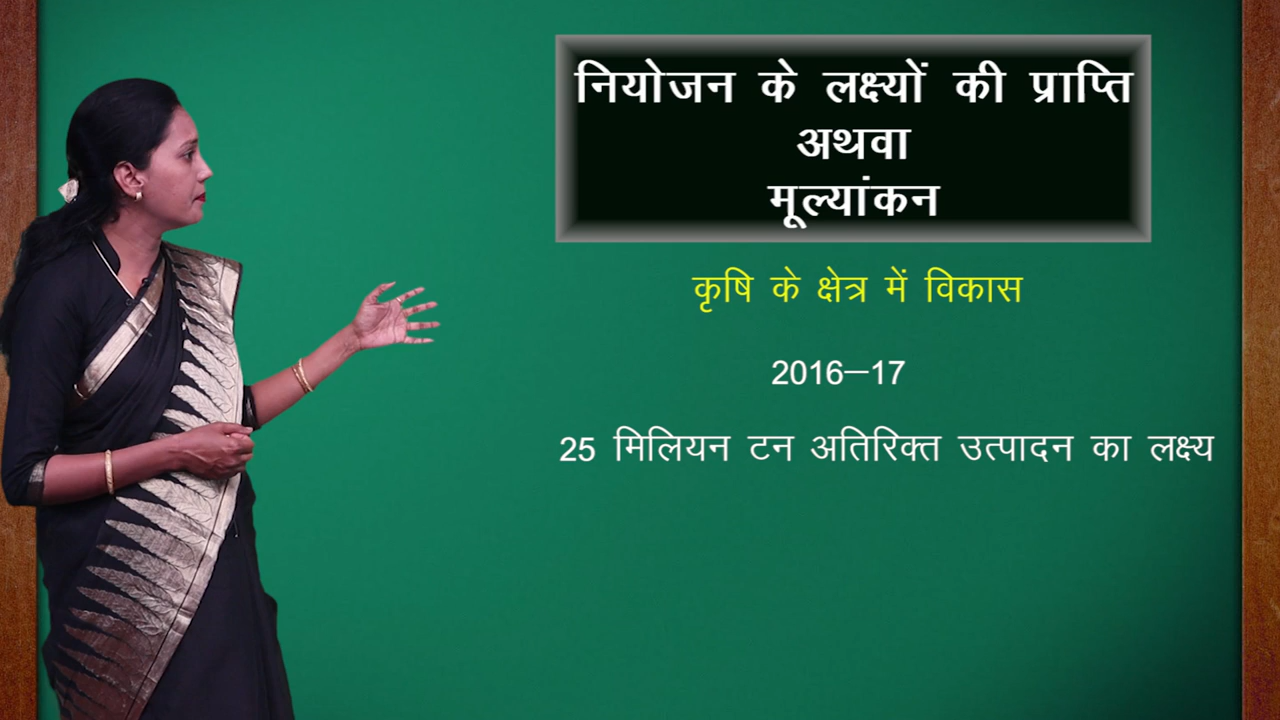 नियोजन के लक्ष्यों की प्राप्ति
अथवा
मूल्यांकन
कृषि के क्षेत्र में विकास
2016–17
25 मिलियन टन अतिरिक्त उत्पादन का लक्ष्य